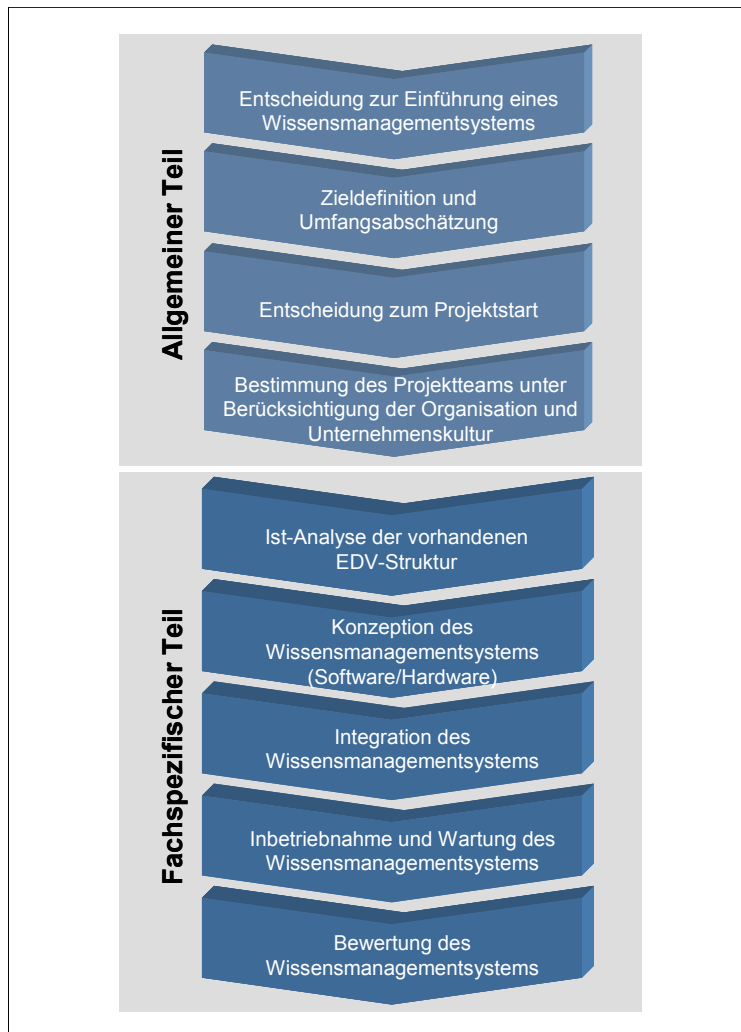 Allgemeiner Teil
Entscheidung zur Einführung eines
Wissensmanagementsystems
Zieldefinition und
Umfangsabschätzung
Entscheidung zum Projektstart
Bestimmung des Projektteams unter
Berücksichtigung der Organisation und
Unternehmenskultur
Fachspezifischer Teil
Ist-Analyse der vorhandenen
EDV-Struktur
Konzeption des
Wissensmanagementsystems
(Software/Hardware)
Integration des
Wissensmanagementsystems
Inbetriebnahme und Wartung des
Wissensmanagementsystems
Bewertung des
Wissensmanagementsystems